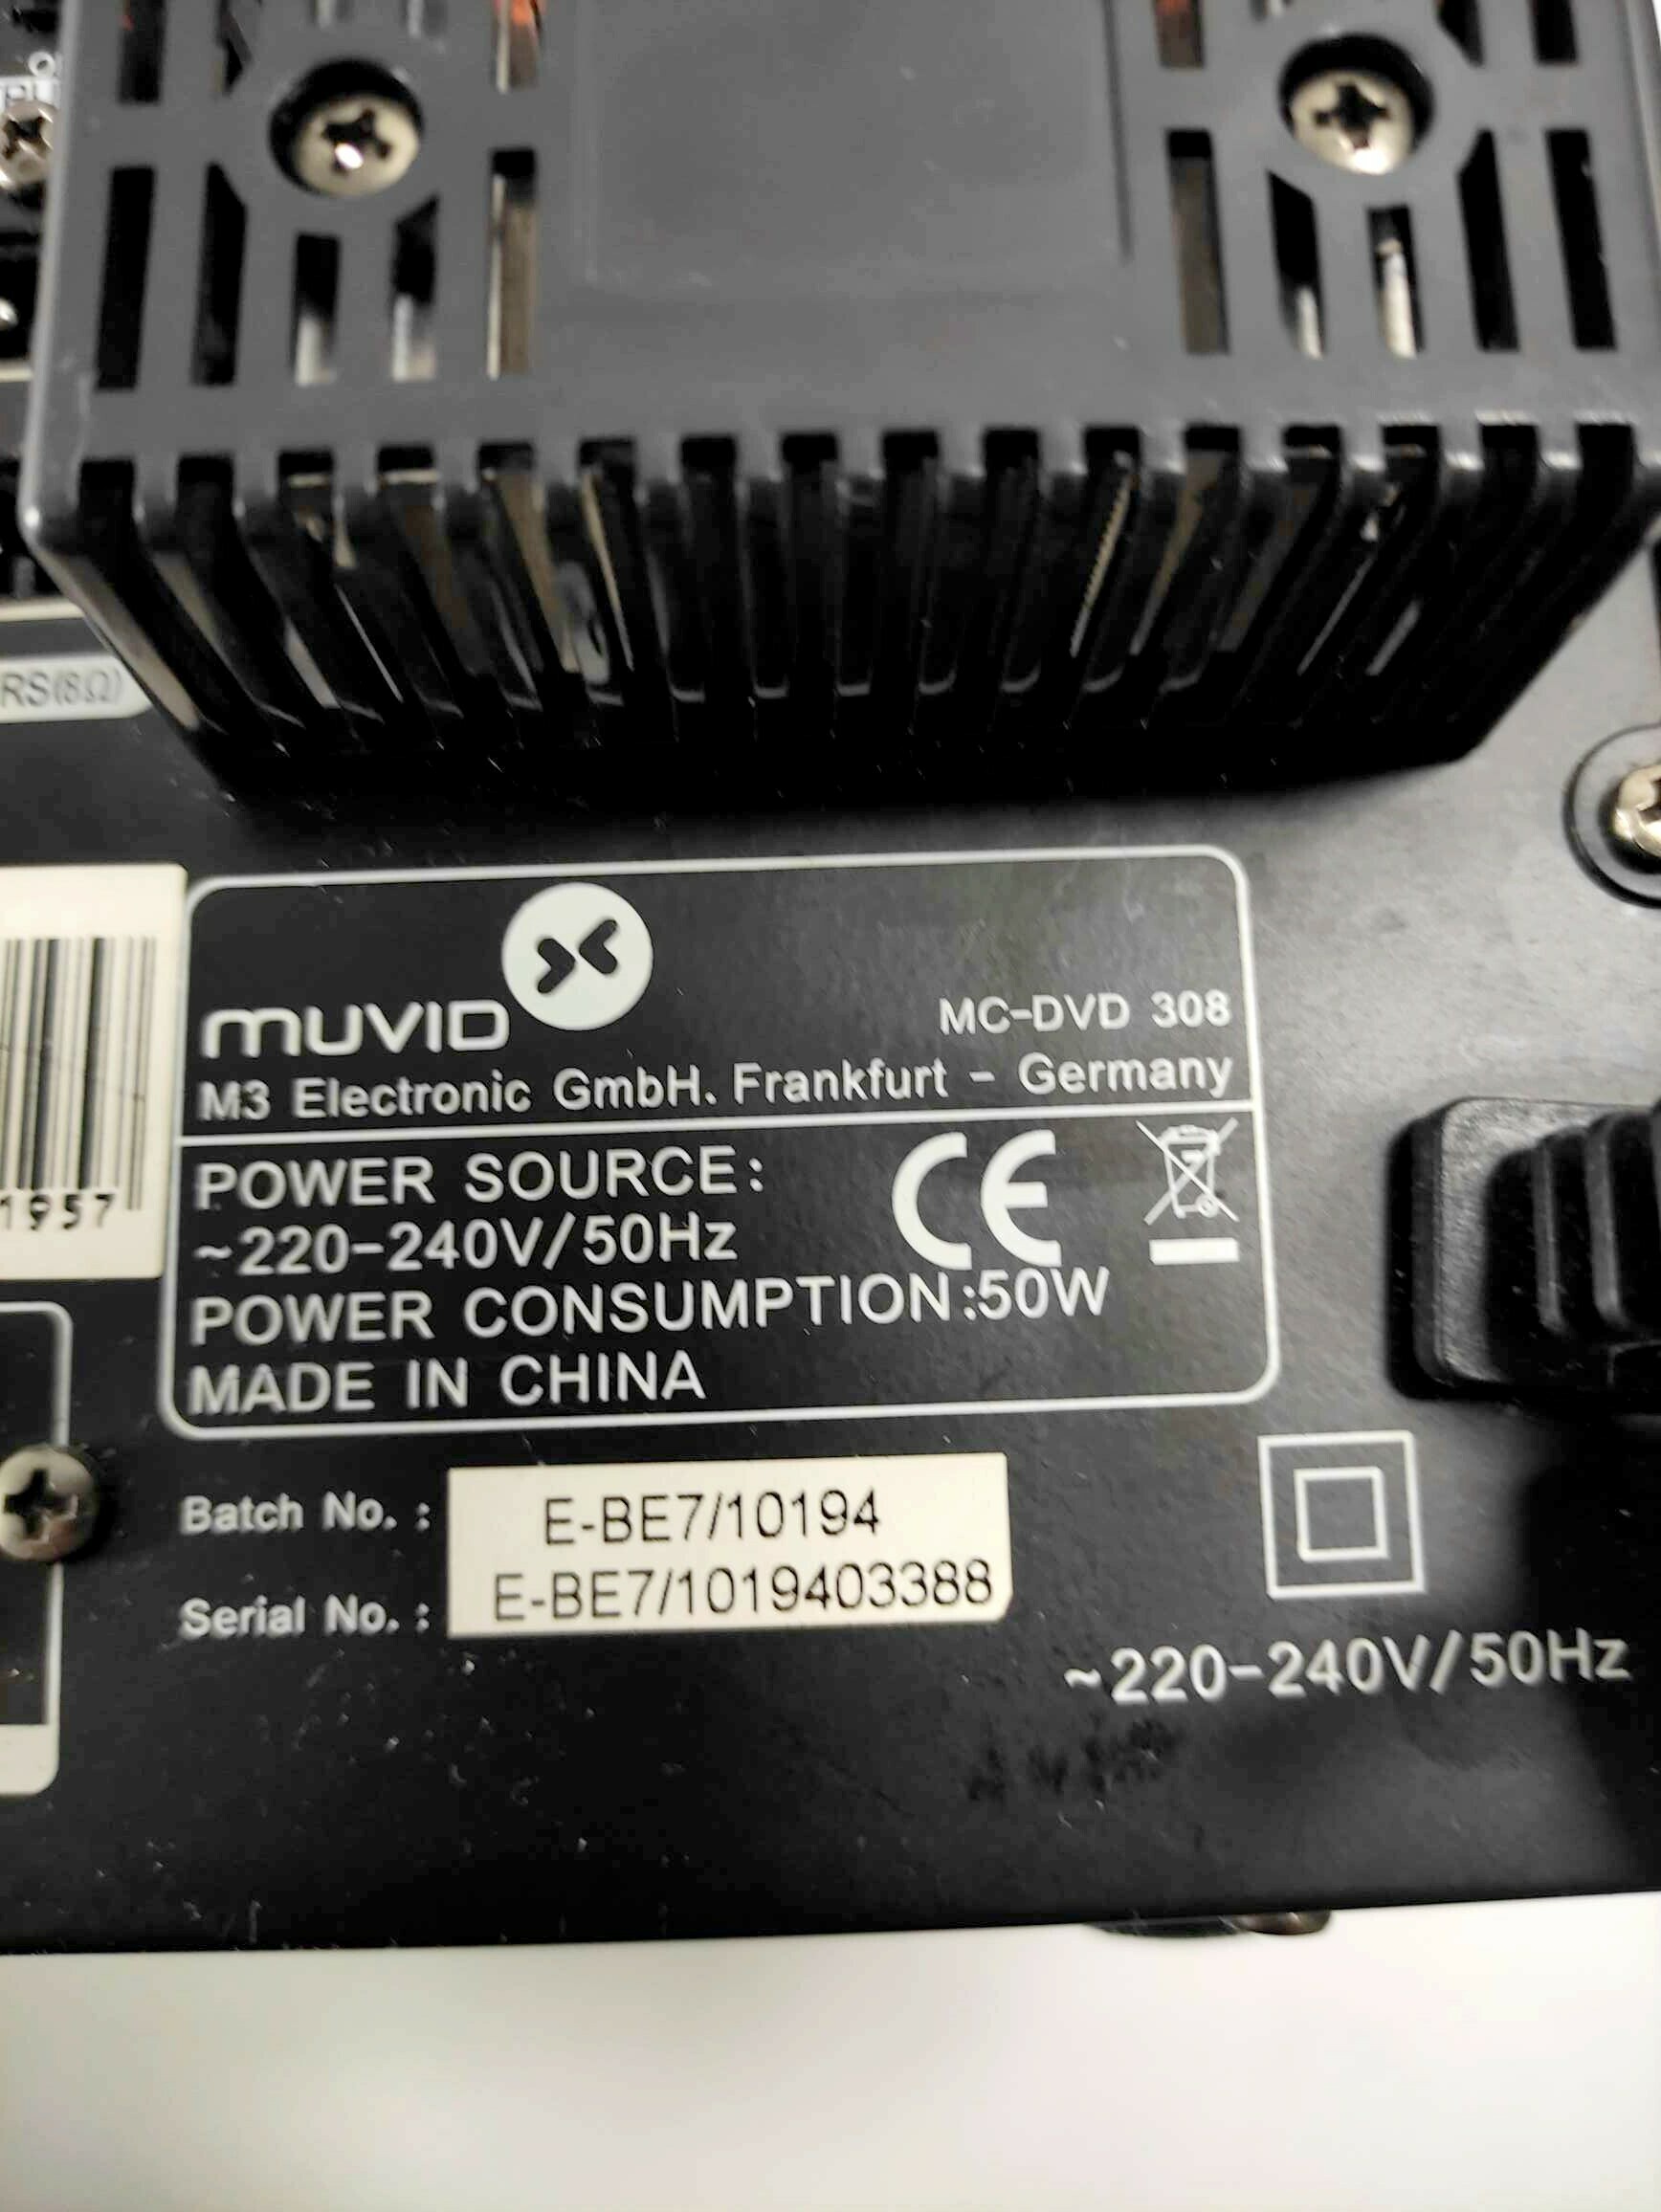 RS(8Ω)
muvid
MC-DVD 308
M3 Electronic GmbH. Frankfurt - Germany
POWER SOURCE:
~220-240V/50Hz
CE
POWER CONSUMPTION:50W
MADE IN CHINA
1957
Batch No. : E-BE7/10194
Serial No. : E-BE7/1019403388
~220-240V/50Hz